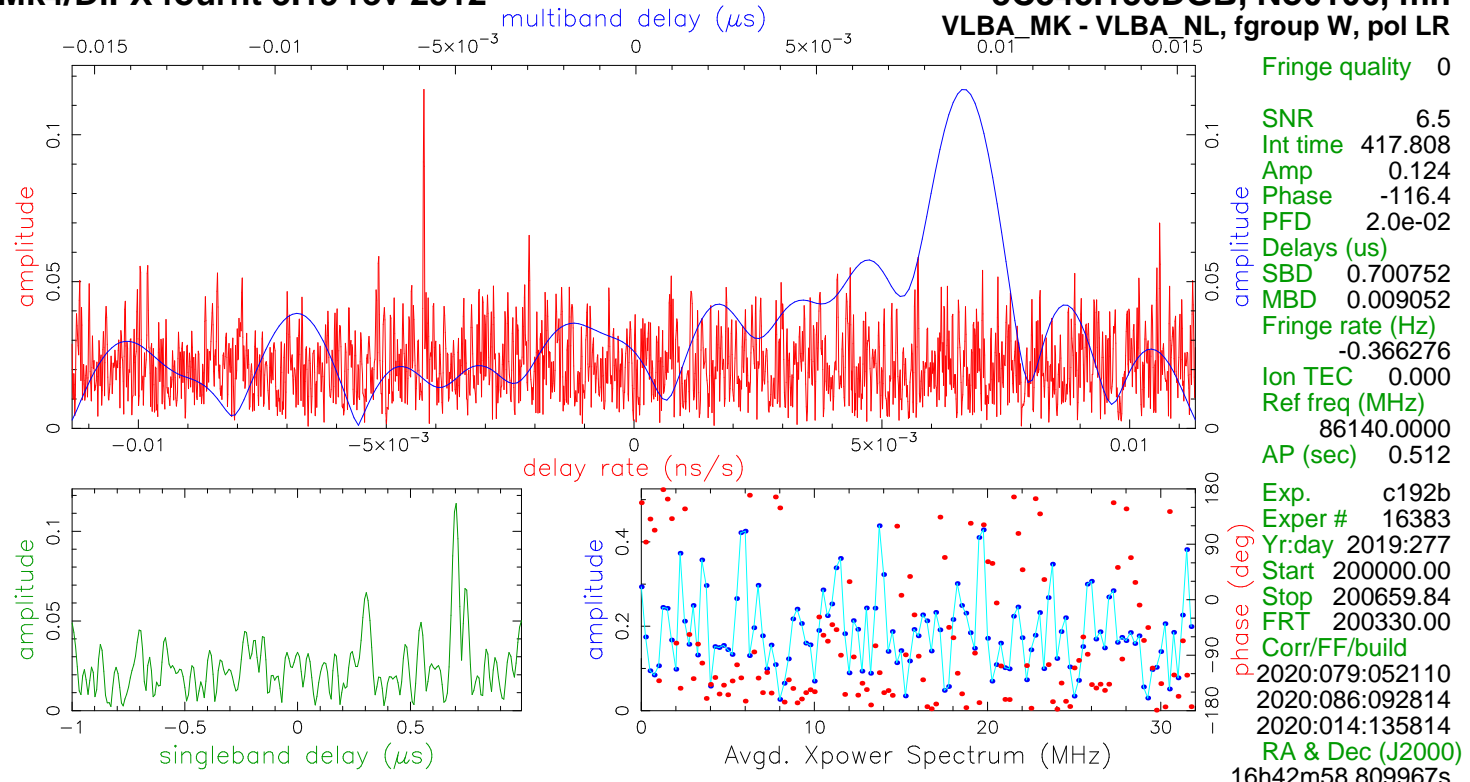 multiband delay (μs)
VLBA_MK - VLBA_NL, fgroup W, pol LR
−0.015 −0.01 −5×10⁻³ 0 5×10⁻³ 0.01 0.015
amplitude
0 0.05 0.1
amplitude
0 0.05 0.1
−0.01 −5×10⁻³ 0 5×10⁻³ 0.01
delay rate (ns/s)
Fringe quality 0
SNR 6.5
Int time 417.808
Amp 0.124
Phase -116.4
PFD 2.0e-02
Delays (us)
SBD 0.700752
MBD 0.009052
Fringe rate (Hz)
-0.366276
Ion TEC 0.000
Ref freq (MHz)
86140.0000
AP (sec) 0.512
Exp. c192b
Exper # 16383
Yr:day 2019:277
Start 200000.00
Stop 200659.84
FRT 200330.00
Corr/FF/build
2020:079:052110
2020:086:092814
2020:014:135814
RA & Dec (J2000)
16h42m58.809967s
amplitude
0 0.05 0.1
−1 −0.5 0 0.5
singleband delay (μs)
amplitude
0 0.2 0.4
0 10 20 30
Avgd. Xpower Spectrum (MHz)
−180 −90 0 90 180
phase (deg)